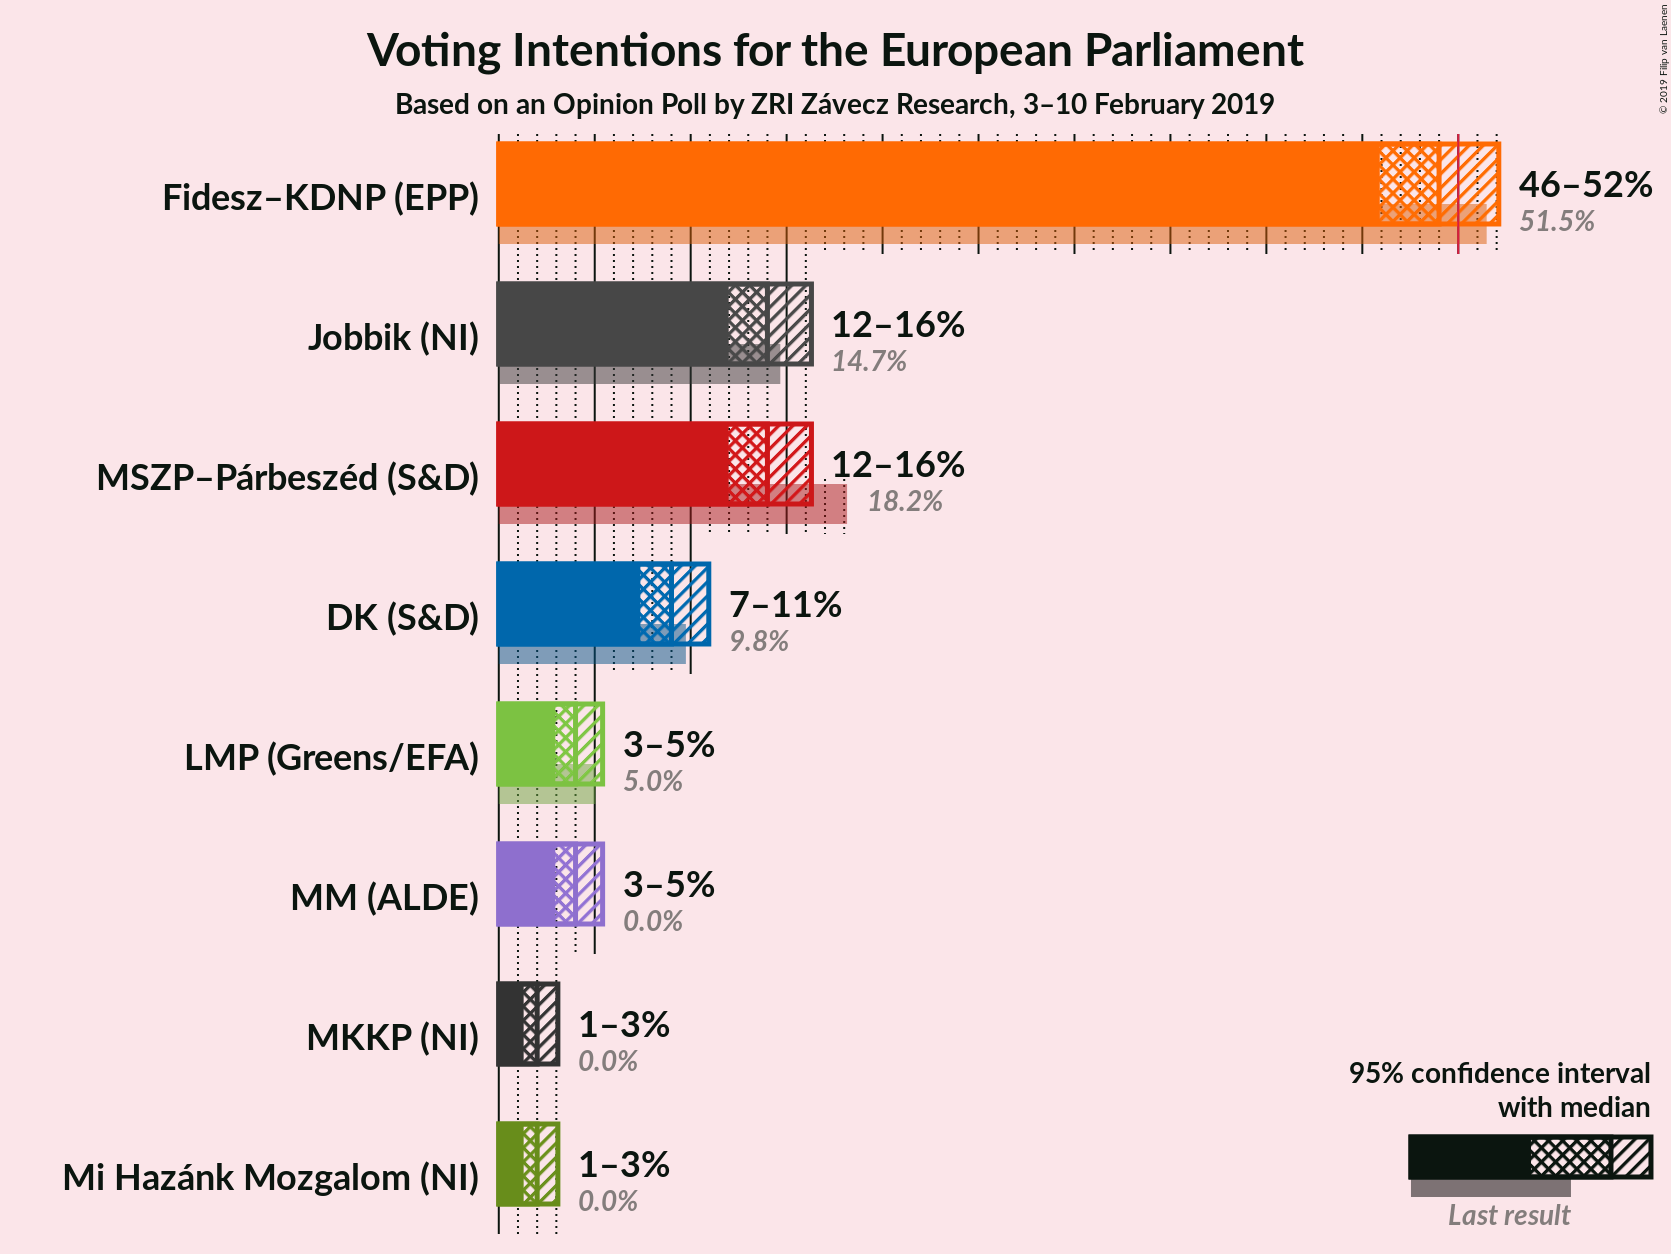 Voting Intentions for the European Parliament
Based on an Opinion Poll by ZRI Závecz Research, 3–10 February 2019
© 2019 Filip van Laenen
Fidesz–KDNP (EPP)
46–52%
51.5%
Jobbik (NI)
12–16%
14.7%
MSZP–Párbeszéd (S&D)
12–16%
18.2%
DK (S&D)
7–11%
9.8%
LMP (Greens/EFA)
3–5%
5.0%
MM (ALDE)
3–5%
0.0%
MKKP (NI)
1–3%
0.0%
Mi Hazánk Mozgalom (NI)
1–3%
0.0%
95% confidence interval
with median
Last result